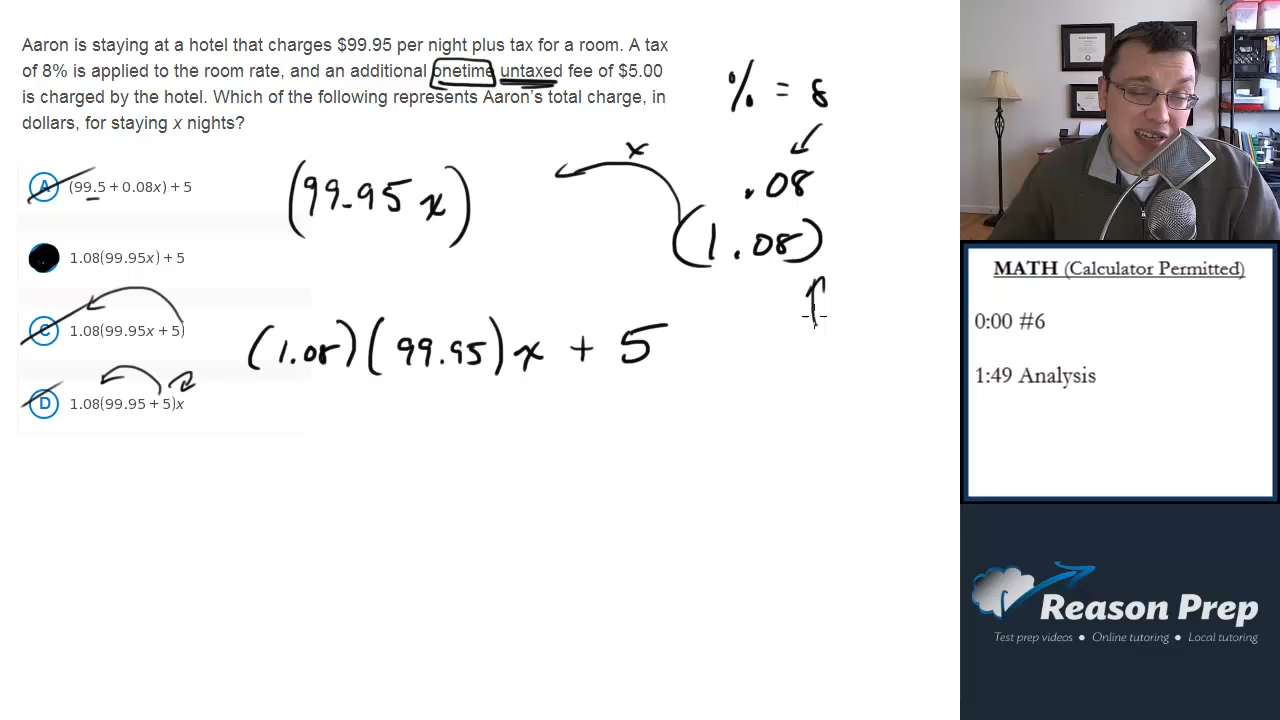 Aaron is staying at a hotel that charges $99.95 per night plus tax for a room. A tax
of 8% is applied to the room rate, and an additional onetime untaxed fee of $5.00
is charged by the hotel. Which of the following represents Aaron's total charge, in
dollars, for staying x nights?
A (99.5 + 0.08x) + 5
1.08(99.95x) + 5
C 1.08(99.95x + 5)
D 1.08(99.95 + 5)x
(99.95 x)
(1.08)(99.95)x + 5
% = 8
.08
x
(1.08)
MATH (Calculator Permitted)
0:00 #6
1:49 Analysis
Reason Prep
Test prep videos ● Online tutoring ● Local tutoring